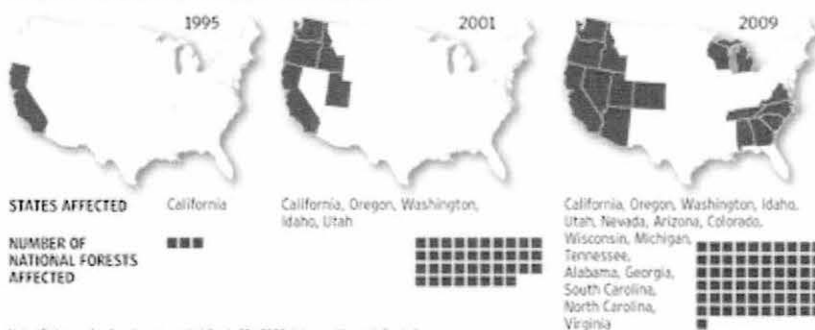 1995
2001
2009
STATES AFFECTED
California
California, Oregon, Washington,
Idaho, Utah
California, Oregon, Washington, Idaho,
Utah, Nevada, Arizona, Colorado,
Wisconsin, Michigan,
Tennessee,
Alabama, Georgia,
South Carolina,
North Carolina,
Virginia
NUMBER OF
NATIONAL FORESTS
AFFECTED